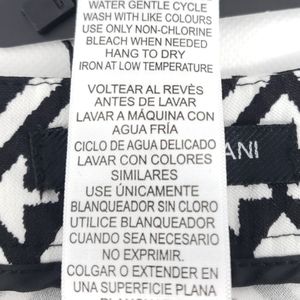 WATER GENTLE CYCLE
WASH WITH LIKE COLOURS
USE ONLY NON-CHLORINE
BLEACH WHEN NEEDED
HANG TO DRY
IRON AT LOW TEMPERATURE
VOLTEAR AL REVÈS
ANTES DE LAVAR
LAVAR A MÁQUINA CON
AGUA FRÍA
CICLO DE AGUA DELICADO
LAVAR CON COLORES
SIMILARES
USE ÚNICAMENTE
BLANQUEADOR SIN CLORO
UTILICE BLANQUEADOR
CUANDO SEA NECESARIO
NO EXPRIMIR.
COLGAR O EXTENDER EN
UNA SUPERFICIE PLANA
ANI